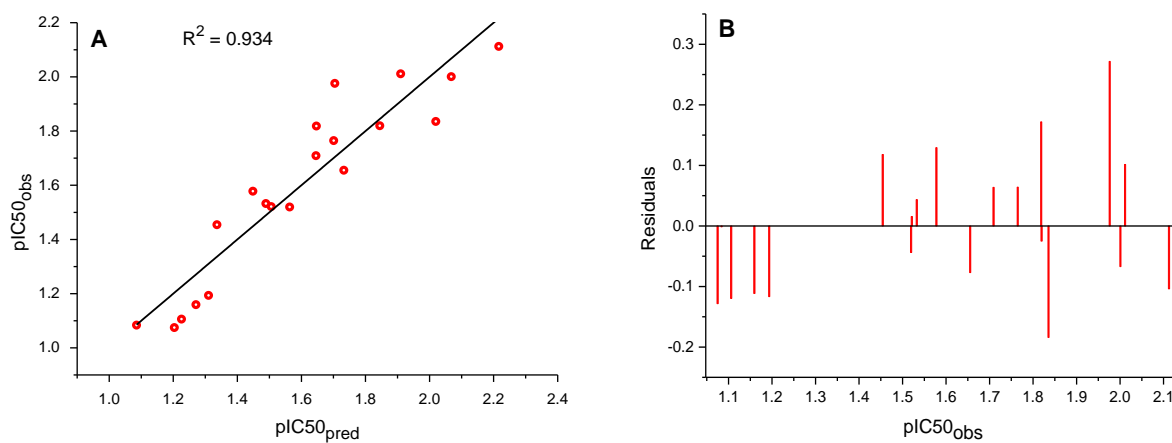 A
R² = 0.934
2.2
2.0
1.8
1.6
1.4
1.2
1.0
pIC50obs
1.0 1.2 1.4 1.6 1.8 2.0 2.2 2.4
pIC50pred
B
0.3
0.2
0.1
0.0
-0.1
-0.2
Residuals
1.1 1.2 1.3 1.4 1.5 1.6 1.7 1.8 1.9 2.0 2.1
pIC50obs